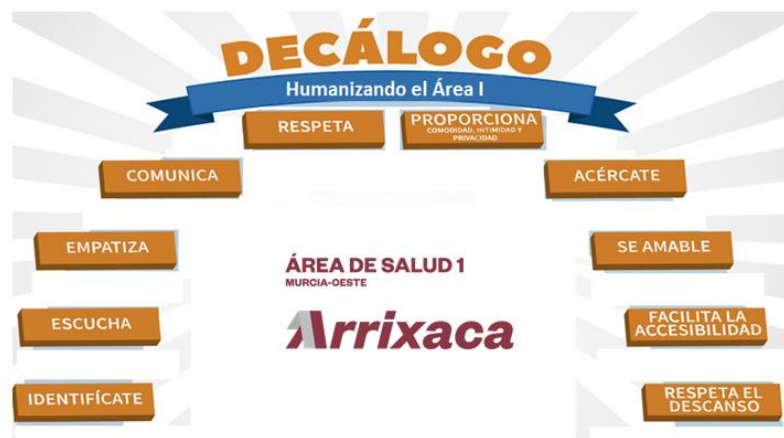 DECÁLOGO
Humanizando el Área I
RESPETA
PROPORCIONA
COMODIDAD, INTIMIDAD Y
PRIVACIDAD
COMUNICA
ACÉRCATE
EMPATIZA
SE AMABLE
ÁREA DE SALUD 1
MURCIA-OESTE
Arrixaca
ESCUCHA
FACILITA LA
ACCESIBILIDAD
IDENTIFÍCATE
RESPETA EL
DESCANSO